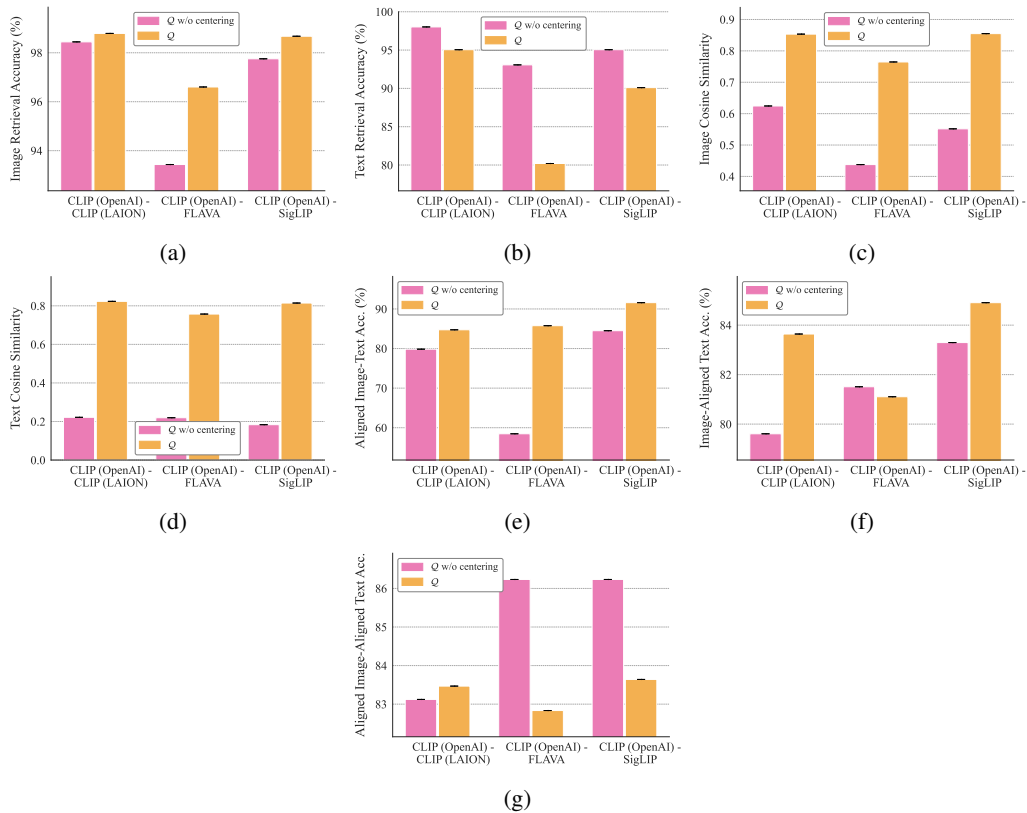 Image Retrieval Accuracy (%)
98
96
94
Q w/o centering
Q
CLIP (OpenAI) -
CLIP (LAION)
CLIP (OpenAI) -
FLAVA
CLIP (OpenAI) -
SigLIP
(a)
Text Retrieval Accuracy (%)
100
95
90
85
80
Q w/o centering
Q
CLIP (OpenAI) -
CLIP (LAION)
CLIP (OpenAI) -
FLAVA
CLIP (OpenAI) -
SigLIP
(b)
Image Cosine Similarity
0.9
0.8
0.7
0.6
0.5
0.4
Q w/o centering
Q
CLIP (OpenAI) -
CLIP (LAION)
CLIP (OpenAI) -
FLAVA
CLIP (OpenAI) -
SigLIP
(c)
Text Cosine Similarity
0.8
0.6
0.4
0.2
0.0
Q w/o centering
Q
CLIP (OpenAI) -
CLIP (LAION)
CLIP (OpenAI) -
FLAVA
CLIP (OpenAI) -
SigLIP
(d)
Aligned Image-Text Acc. (%)
90
80
70
60
Q w/o centering
Q
CLIP (OpenAI) -
CLIP (LAION)
CLIP (OpenAI) -
FLAVA
CLIP (OpenAI) -
SigLIP
(e)
Image-Aligned Text Acc. (%)
84
82
80
Q w/o centering
Q
CLIP (OpenAI) -
CLIP (LAION)
CLIP (OpenAI) -
FLAVA
CLIP (OpenAI) -
SigLIP
(f)
Aligned Image-Aligned Text Acc.
86
85
84
83
Q w/o centering
Q
CLIP (OpenAI) -
CLIP (LAION)
CLIP (OpenAI) -
FLAVA
CLIP (OpenAI) -
SigLIP
(g)